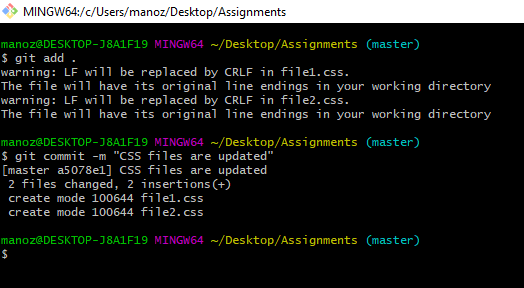 MINGW64:/c/Users/manoz/Desktop/Assignments
manoz@DESKTOP-J8A1F19 MINGW64 ~/Desktop/Assignments (master)
$ git add .
warning: LF will be replaced by CRLF in file1.css.
The file will have its original line endings in your working directory
warning: LF will be replaced by CRLF in file2.css.
The file will have its original line endings in your working directory
manoz@DESKTOP-J8A1F19 MINGW64 ~/Desktop/Assignments (master)
$ git commit -m "CSS files are updated"
[master a5078e1] CSS files are updated
 2 files changed, 2 insertions(+)
 create mode 100644 file1.css
 create mode 100644 file2.css
manoz@DESKTOP-J8A1F19 MINGW64 ~/Desktop/Assignments (master)
$